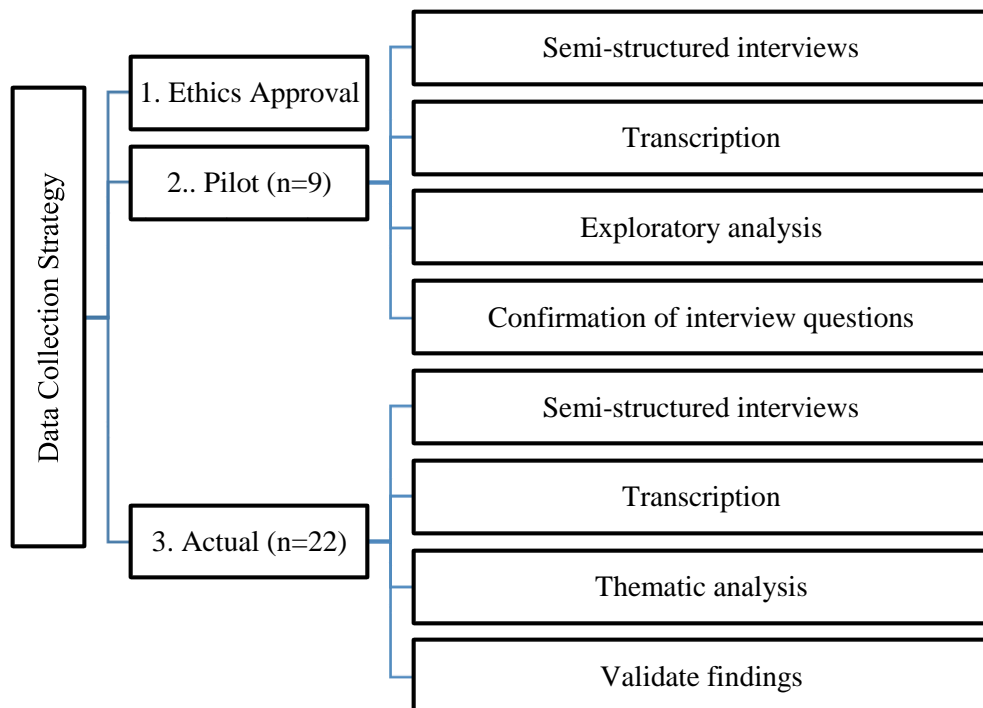 Data Collection Strategy
1. Ethics Approval
2.. Pilot (n=9)
Semi-structured interviews
Transcription
Exploratory analysis
Confirmation of interview questions
3. Actual (n=22)
Semi-structured interviews
Transcription
Thematic analysis
Validate findings